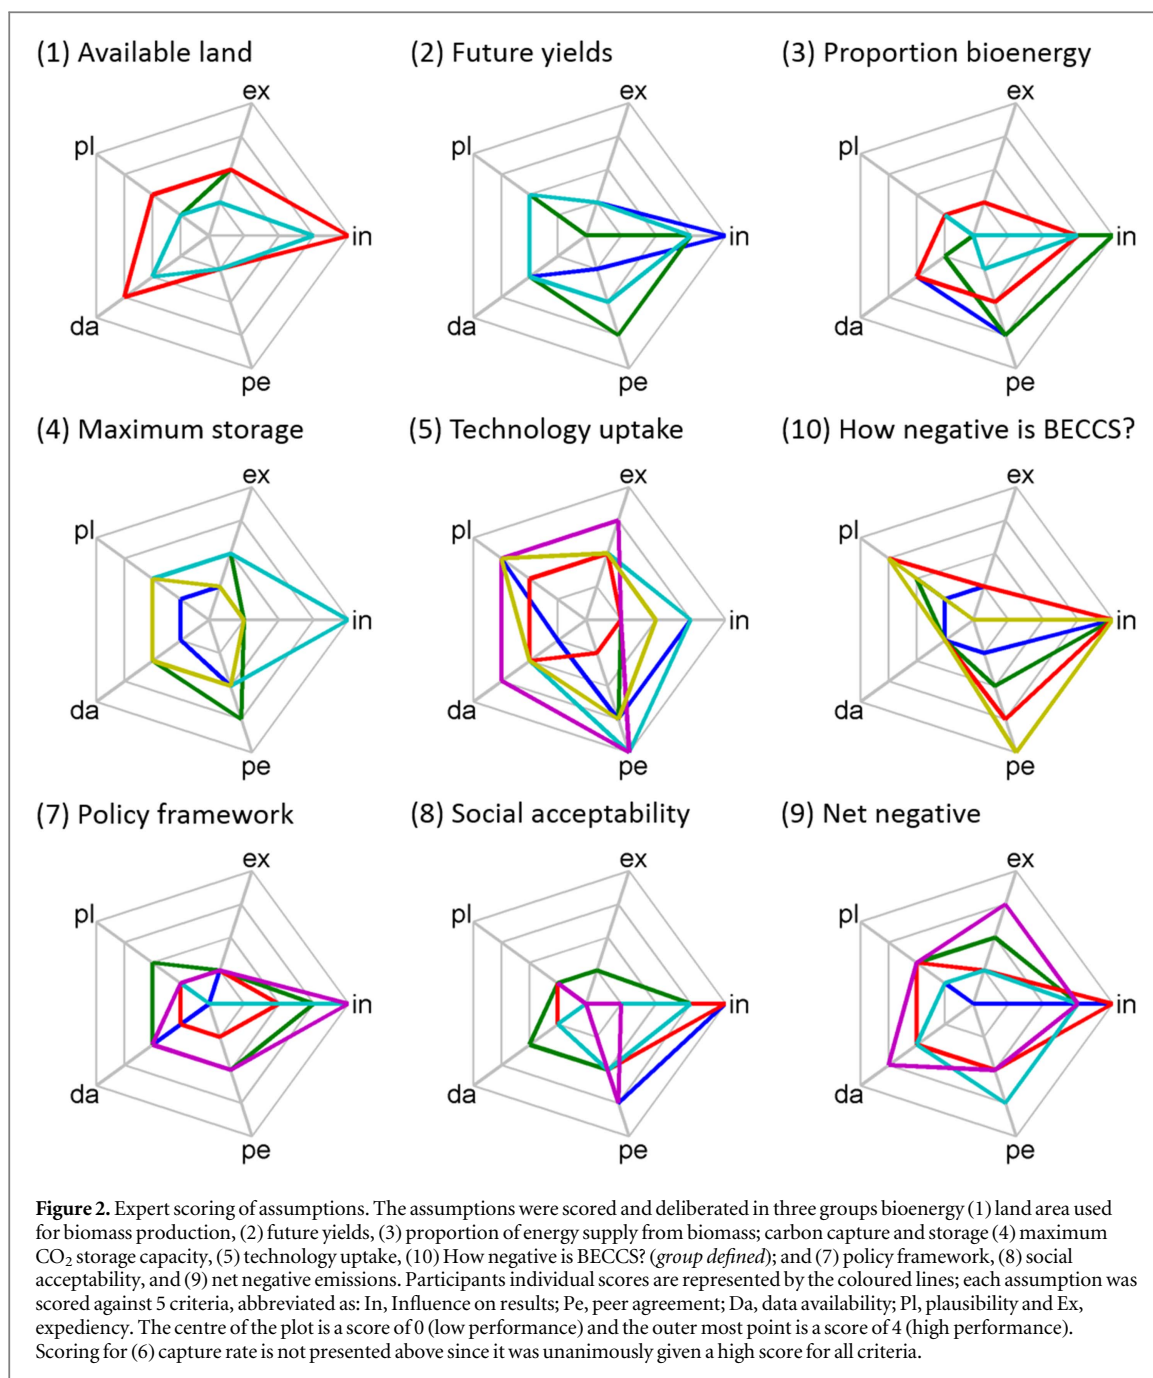 (1) Available land
(2) Future yields
(3) Proportion bioenergy
ex
pl
in
da
pe
ex
pl
in
da
pe
ex
pl
in
da
pe
(4) Maximum storage
(5) Technology uptake
(10) How negative is BECCS?
ex
pl
in
da
pe
ex
pl
in
da
pe
ex
pl
in
da
pe
(7) Policy framework
(8) Social acceptability
(9) Net negative
ex
pl
in
da
pe
ex
pl
in
da
pe
ex
pl
in
da
pe
Figure 2. Expert scoring of assumptions. The assumptions were scored and deliberated in three groups bioenergy (1) land area used
for biomass production, (2) future yields, (3) proportion of energy supply from biomass; carbon capture and storage (4) maximum
CO₂ storage capacity, (5) technology uptake, (10) How negative is BECCS? (group defined); and (7) policy framework, (8) social
acceptability, and (9) net negative emissions. Participants individual scores are represented by the coloured lines; each assumption was
scored against 5 criteria, abbreviated as: In, Influence on results; Pe, peer agreement; Da, data availability; Pl, plausibility and Ex,
expediency. The centre of the plot is a score of 0 (low performance) and the outer most point is a score of 4 (high performance).
Scoring for (6) capture rate is not presented above since it was unanimously given a high score for all criteria.